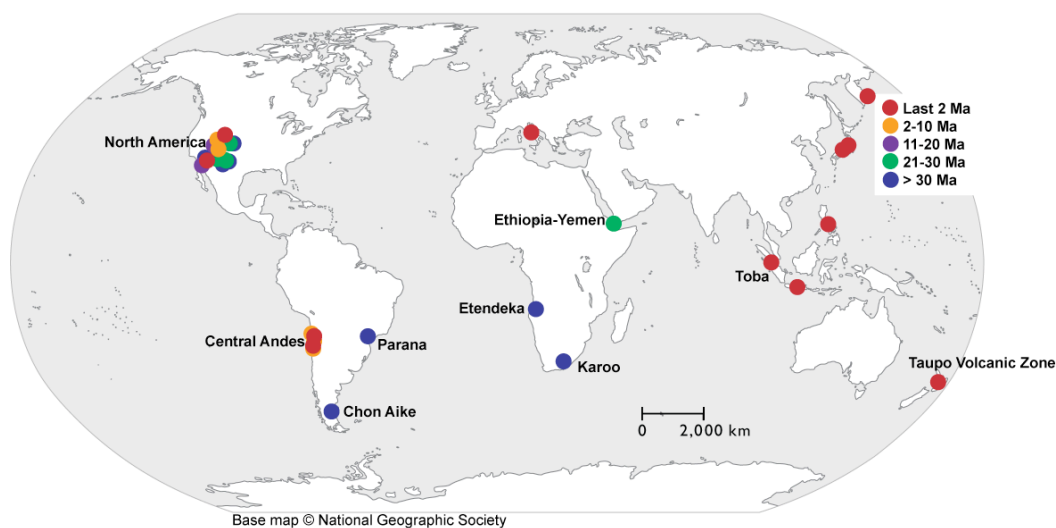 Last 2 Ma
2-10 Ma
11-20 Ma
21-30 Ma
> 30 Ma
North America
Ethiopia-Yemen
Toba
Etendeka
Central Andes
Parana
Karoo
Taupo Volcanic Zone
Chon Aike
0 2,000 km
Base map © National Geographic Society